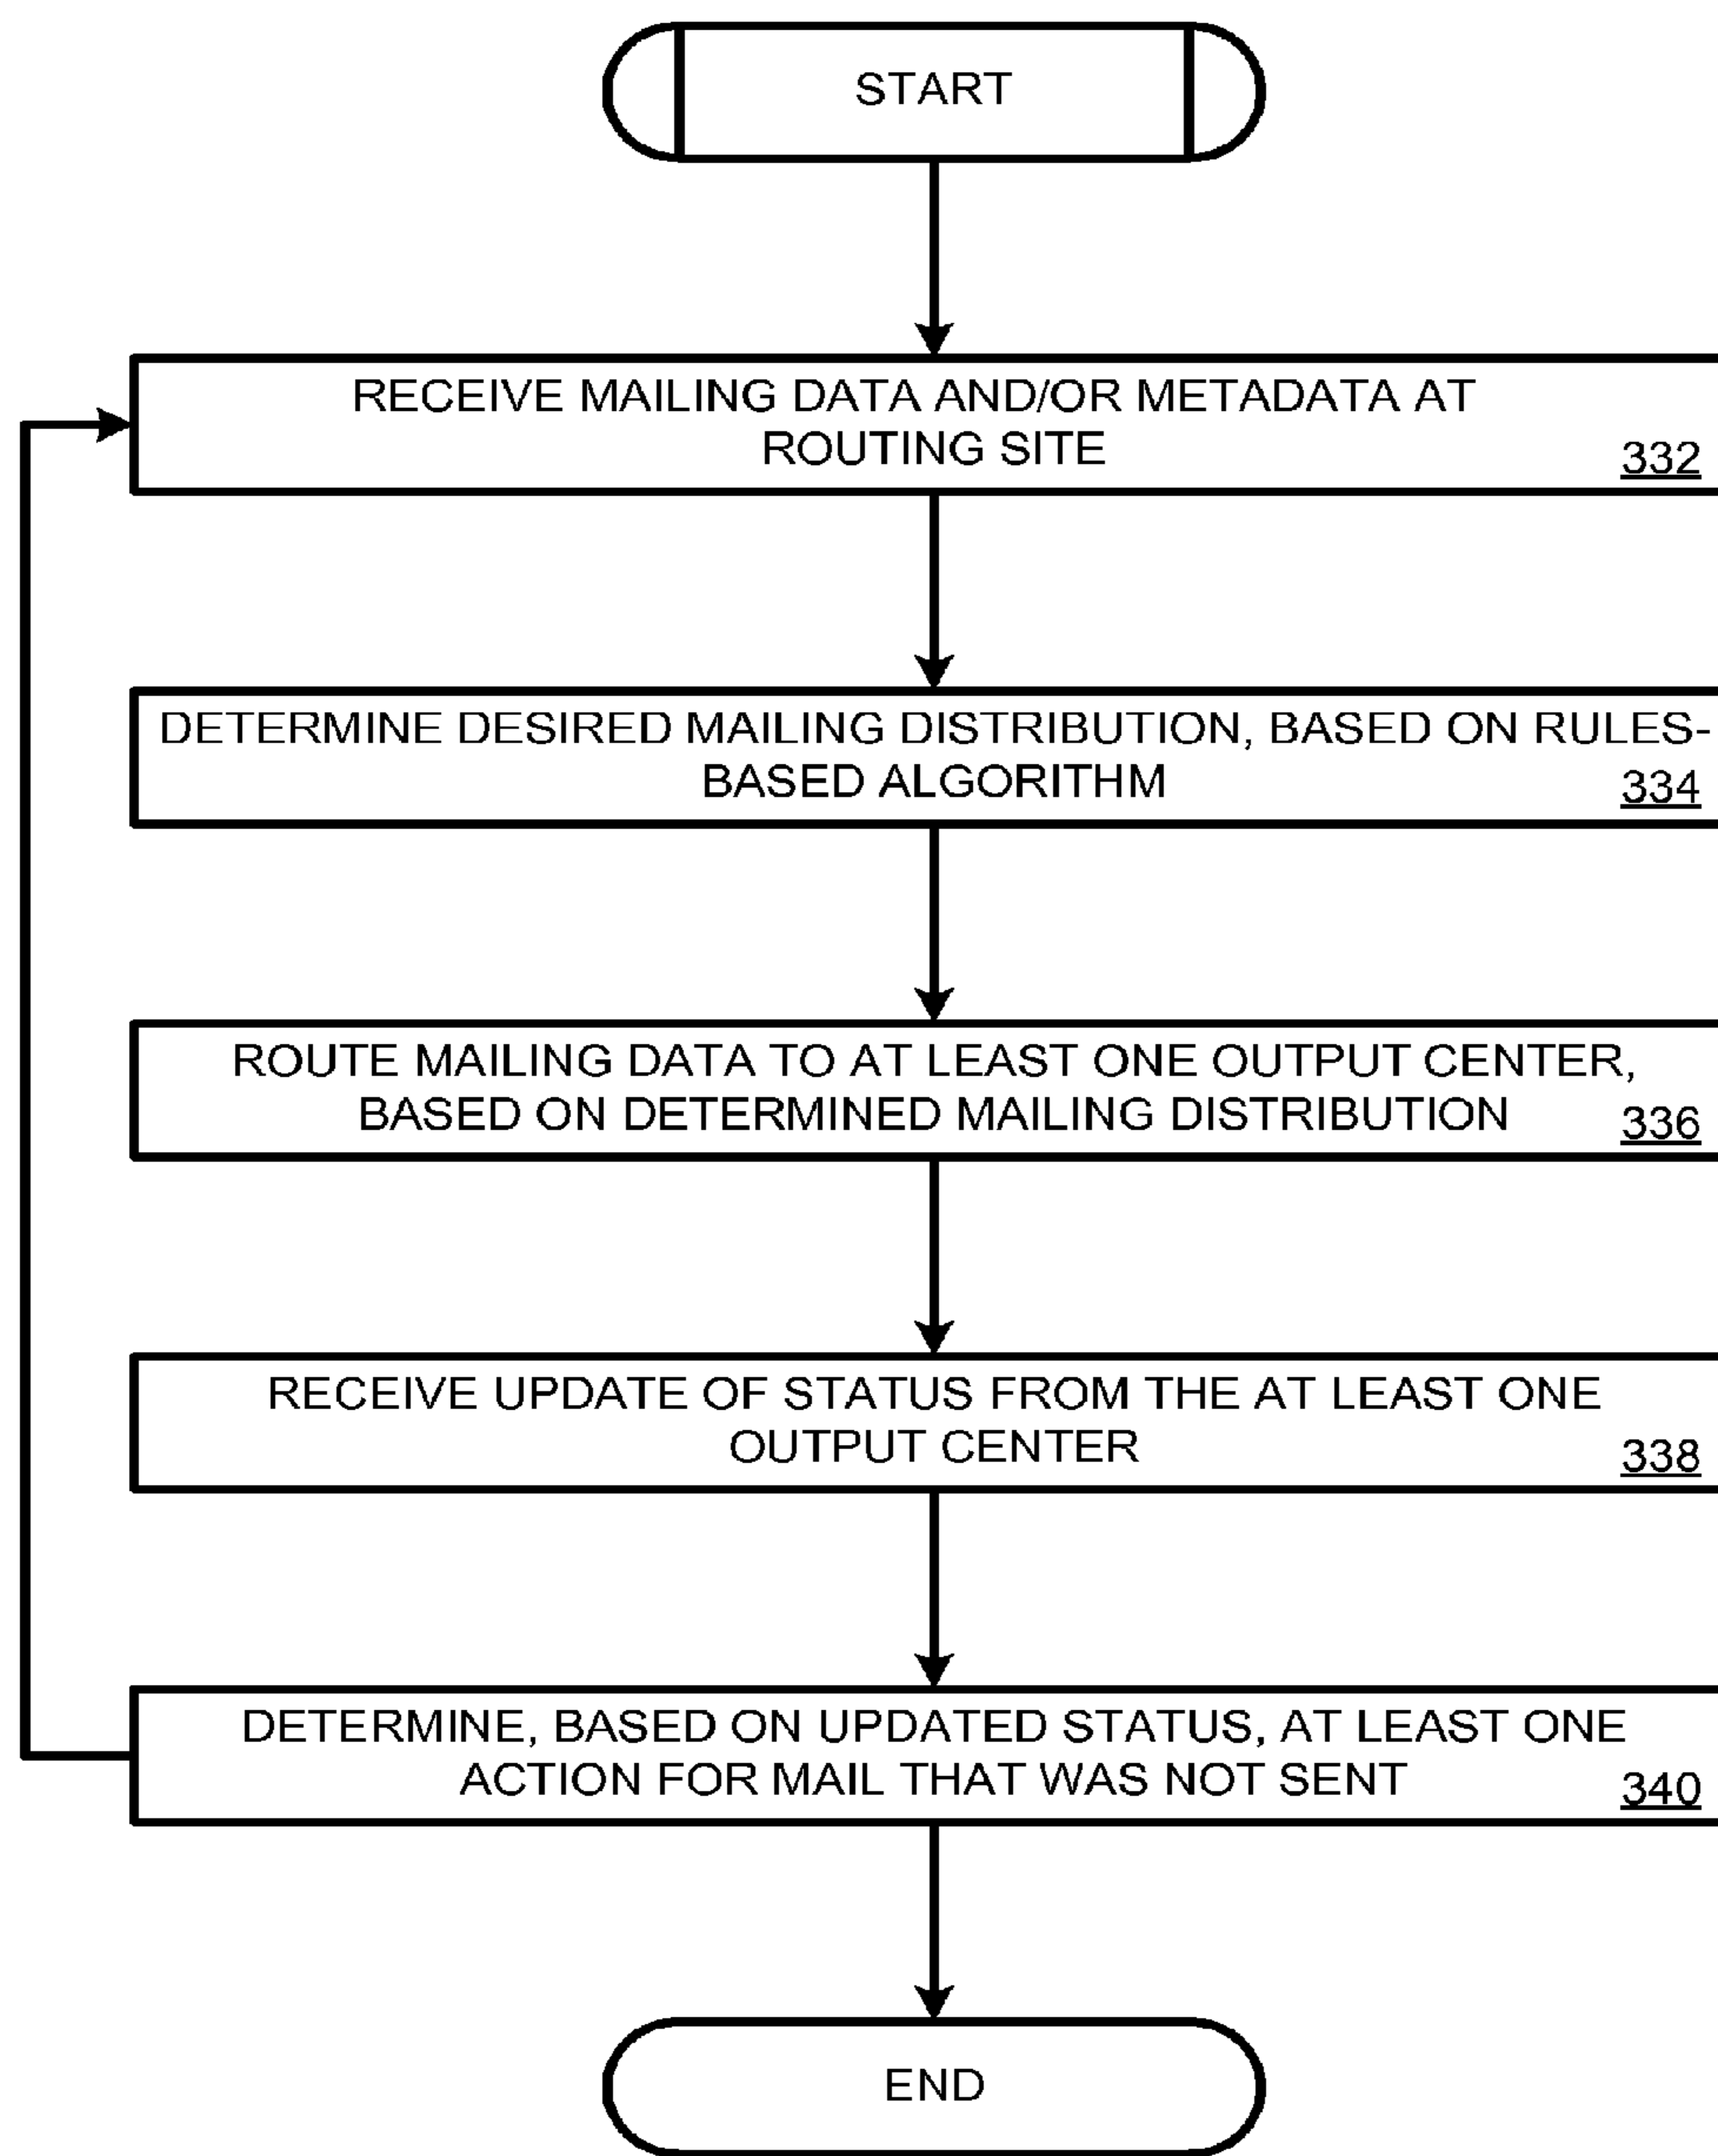 START
RECEIVE MAILING DATA AND/OR METADATA AT
ROUTING SITE
332
DETERMINE DESIRED MAILING DISTRIBUTION, BASED ON RULES-
BASED ALGORITHM
334
ROUTE MAILING DATA TO AT LEAST ONE OUTPUT CENTER,
BASED ON DETERMINED MAILING DISTRIBUTION
336
RECEIVE UPDATE OF STATUS FROM THE AT LEAST ONE
OUTPUT CENTER
338
DETERMINE, BASED ON UPDATED STATUS, AT LEAST ONE
ACTION FOR MAIL THAT WAS NOT SENT
340
END